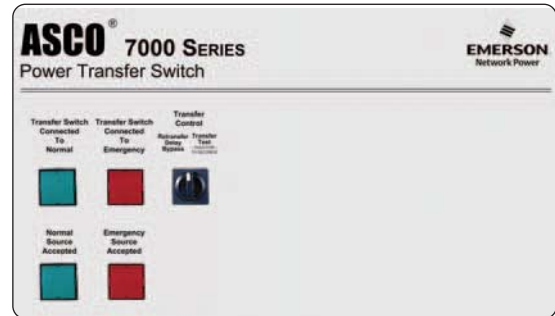 ASCO® 7000 SERIES
Power Transfer Switch
EMERSON
Network Power
Transfer Switch
Connected
To
Normal
Transfer Switch
Connected
To
Emergency
Transfer
Control
Retransfer
Delay
Bypass
Transfer
Test
Normal
Source
Accepted
Emergency
Source
Accepted